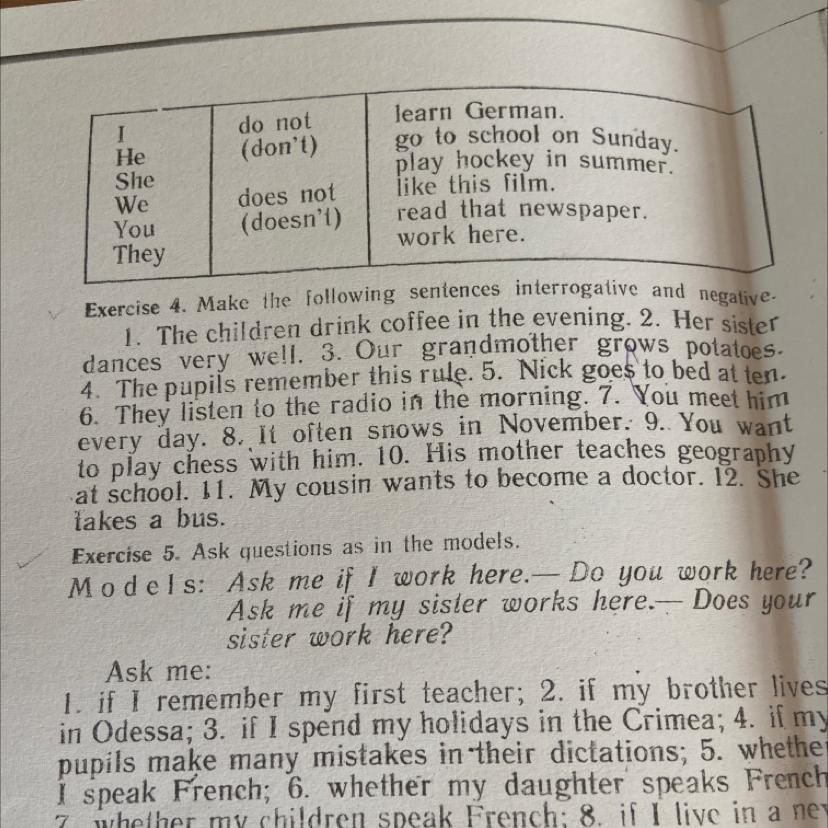 I
He
She
We
You
They
do not
(don't)
does not
(doesn't)
learn German.
go to school on Sunday.
play hockey in summer.
like this film.
read that newspaper.
work here.
Exercise 4. Make the following sentences interrogative and negative.
1. The children drink coffee in the evening. 2. Her sister
dances very well. 3. Our grandmother grows potatoes.
4. The pupils remember this rule. 5. Nick goes to bed at ten.
6. They listen to the radio in the morning. 7. You meet him
every day. 8. It often snows in November. 9. You want
to play chess with him. 10. His mother teaches geography
at school. 11. My cousin wants to become a doctor. 12. She
takes a bus.
Exercise 5. Ask questions as in the models.
Models: Ask me if I work here.— Do you work here?
Ask me if my sister works here.— Does your
sister work here?
Ask me:
1. if I remember my first teacher; 2. if my brother lives
in Odessa; 3. if I spend my holidays in the Crimea; 4. if my
pupils make many mistakes in their dictations; 5. whether
I speak French; 6. whether my daughter speaks French
7. whether my children speak French; 8. if I live in a